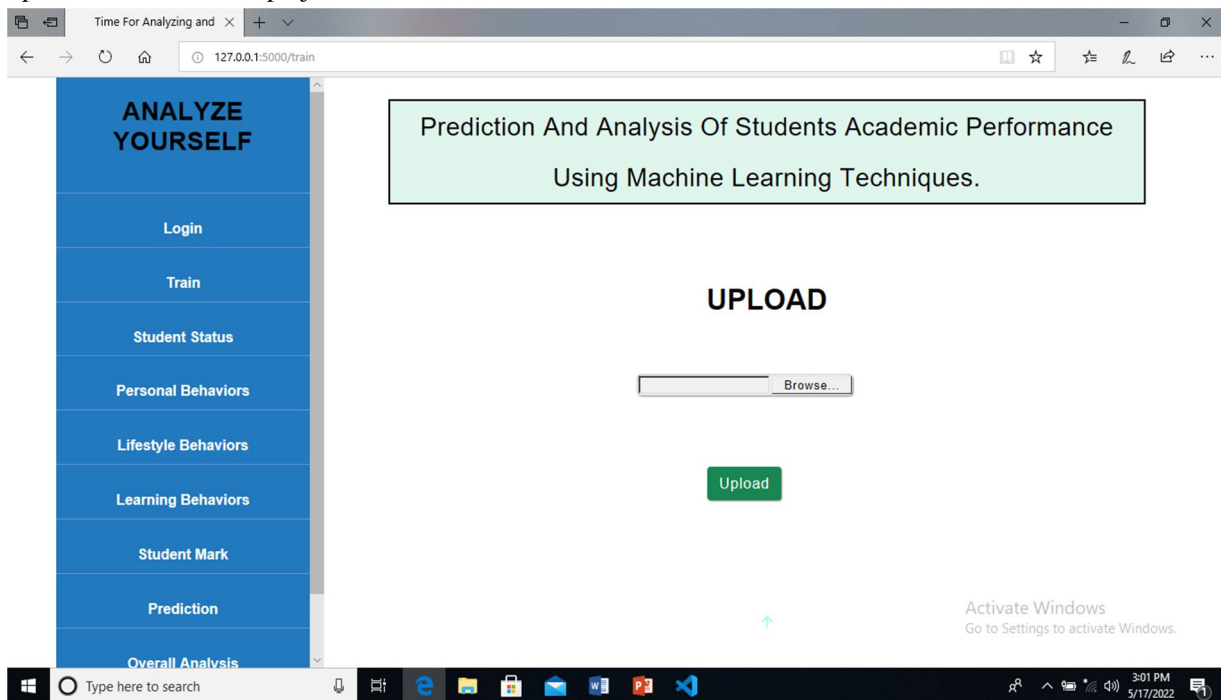 Time For Analyzing and
127.0.0.1:5000/train
ANALYZE
YOURSELF
Login
Train
Student Status
Personal Behaviors
Lifestyle Behaviors
Learning Behaviors
Student Mark
Prediction
Overall Analysis
Prediction And Analysis Of Students Academic Performance
Using Machine Learning Techniques.
UPLOAD
Browse...
Upload
Activate Windows
Go to Settings to activate Windows.
Type here to search
3:01 PM
5/17/2022